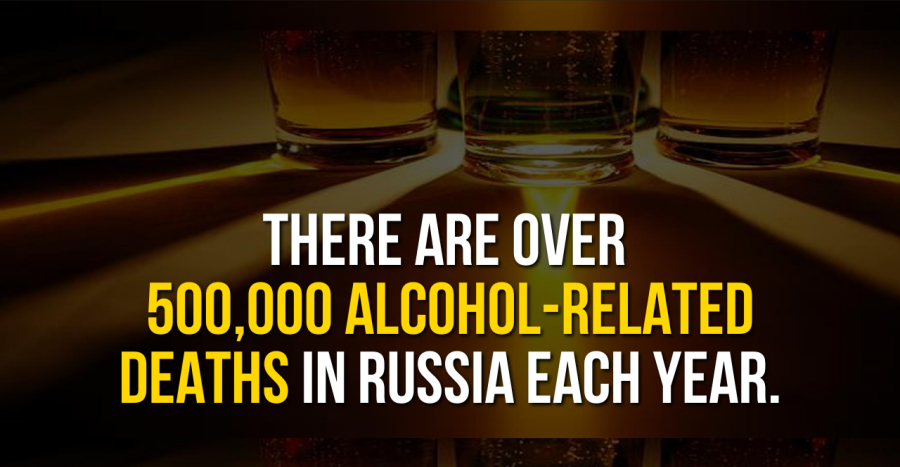 THERE ARE OVER
500,000 ALCOHOL-RELATED
DEATHS IN RUSSIA EACH YEAR.